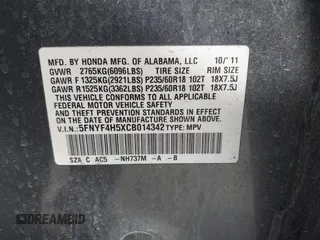 MFD. BY HONDA MFG. OF ALABAMA, LLC 10/'11
GVWR 2765KG(6096LBS) TIRE SIZE RIM SIZE
GAWR F 1325KG(2921LBS) P235/60R18 102T 18X7.5J
GAWR R1525KG(3362LBS) P235/60R18 102T 18X7.5J
THIS VEHICLE CONFORMS TO ALL APPLICABLE
FEDERAL MOTOR VEHICLE SAFETY, BUMPER,
AND THEFT PREVENTION STANDARDS IN EFFECT
ON THE DATE OF MANUFACTURE SHOWN ABOVE.
V.I.N.:5FNYF4H5XCB014342 TYPE: MPV
SZA C AC5 -NH737M -A -B
© DREAMBID